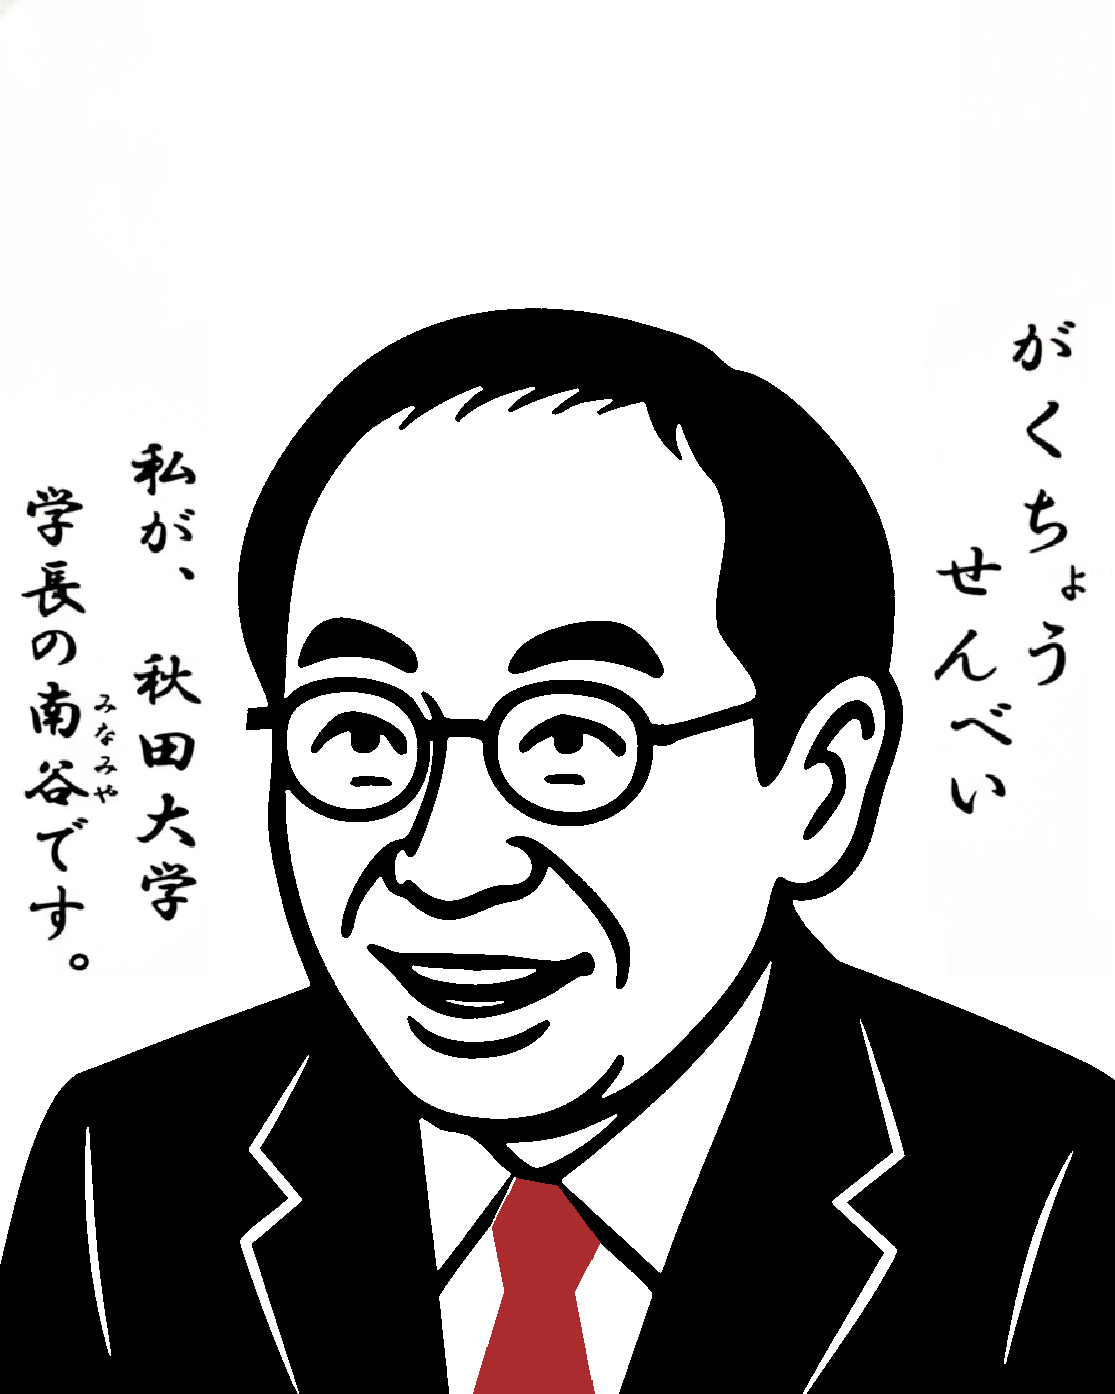 がくちょう
せんべい
私が、秋田大学
学長の南谷です。
みなみや